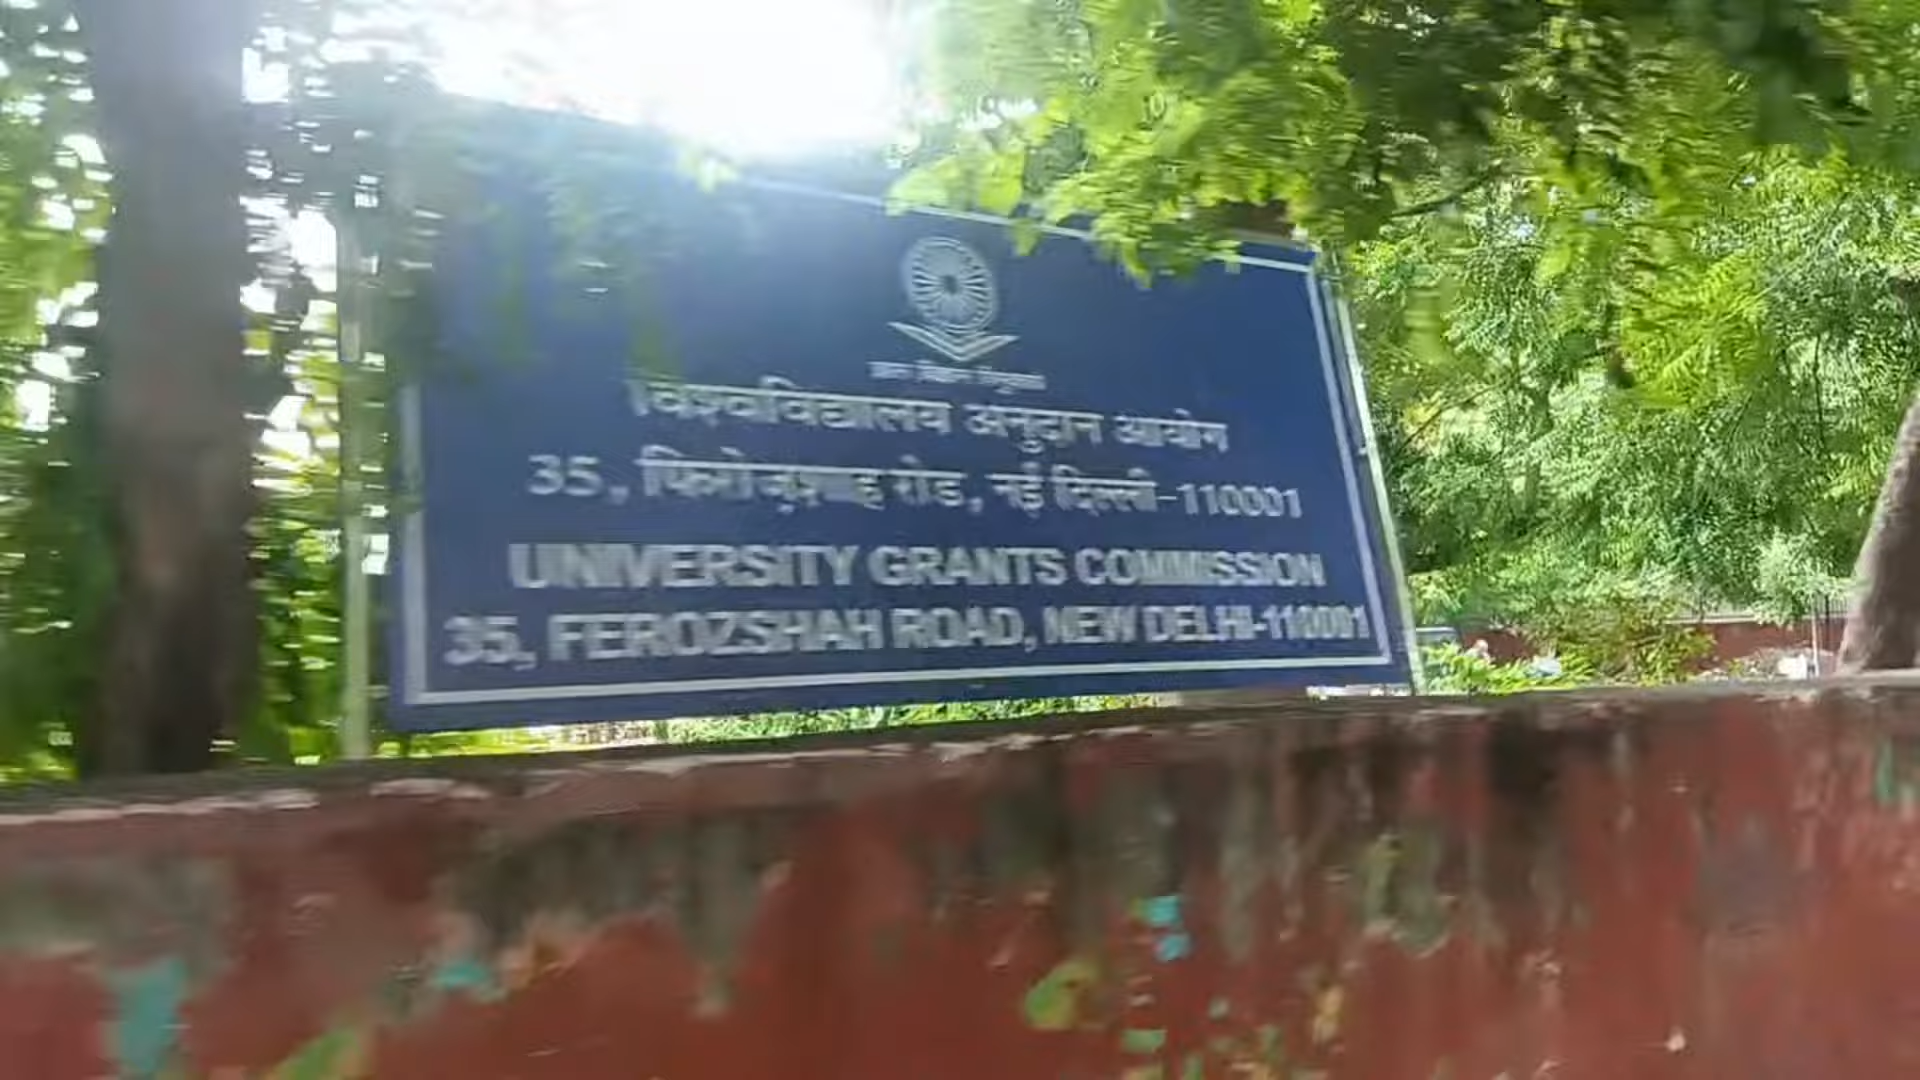 विश्वविद्यालय अनुदान आयोग
35, फिरोज़शाह रोड, नई दिल्ली-110001
UNIVERSITY GRANTS COMMISSION
35, FEROZSHAH ROAD, NEW DELHI-110001